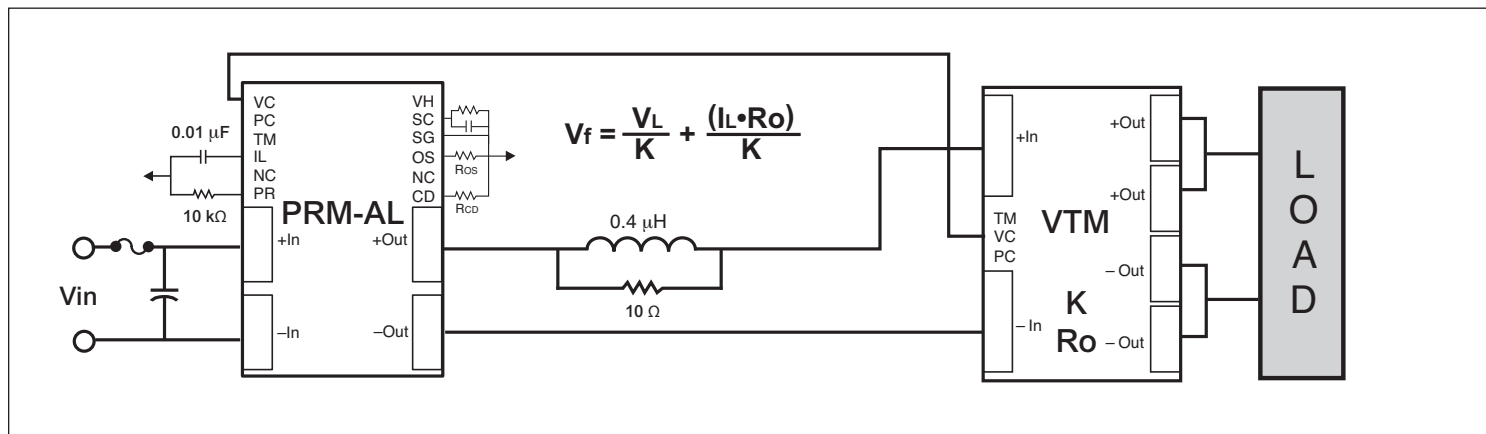 VC
PC
TM
IL
NC
PR
VH
SC
SG
OS
NC
CD
0.01 μF
10 kΩ
ROS
RCD
PRM-AL
+In
–In
+Out
–Out
Vin
Vf = VL/K + (IL•Ro)/K
0.4 μH
10 Ω
+In
TM
VC
PC
– In
VTM
K
Ro
+Out
+Out
– Out
– Out
L
O
A
D